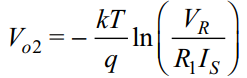 V_{o2} = - \frac{kT}{q} \ln \left( \frac{V_R}{R_1 I_S} \right)